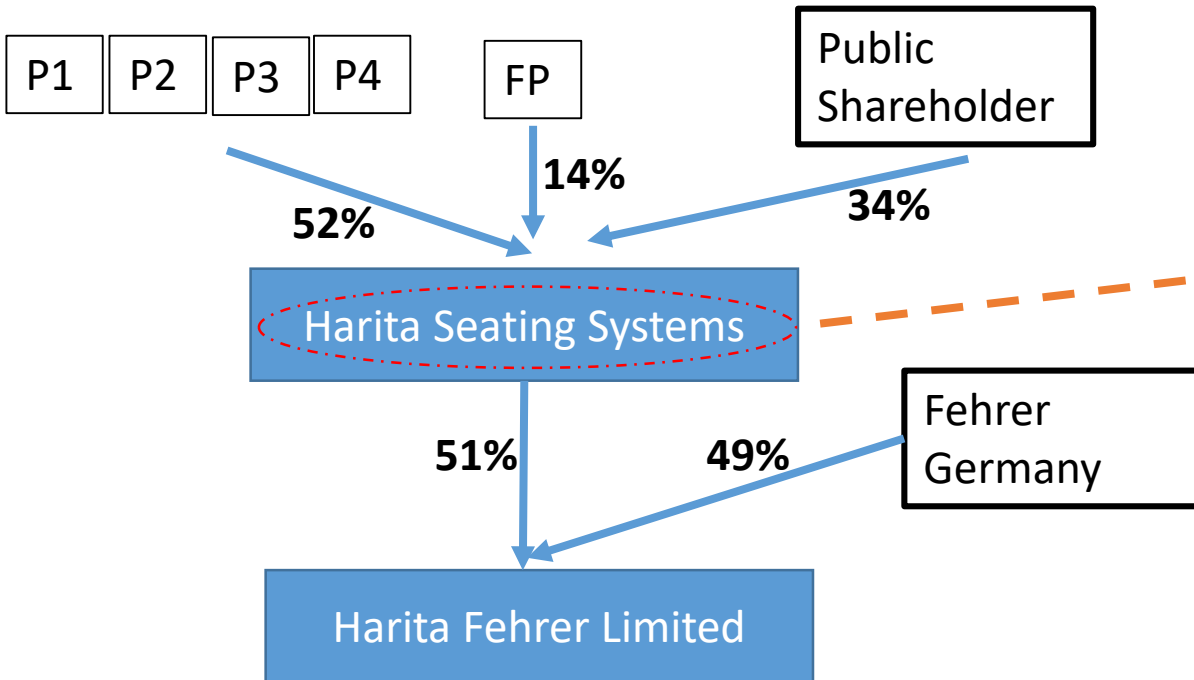 P1 P2 P3 P4
FP
Public
Shareholder
52%
14%
34%
Harita Seating Systems
51%
49%
Fehrer
Germany
Harita Fehrer Limited